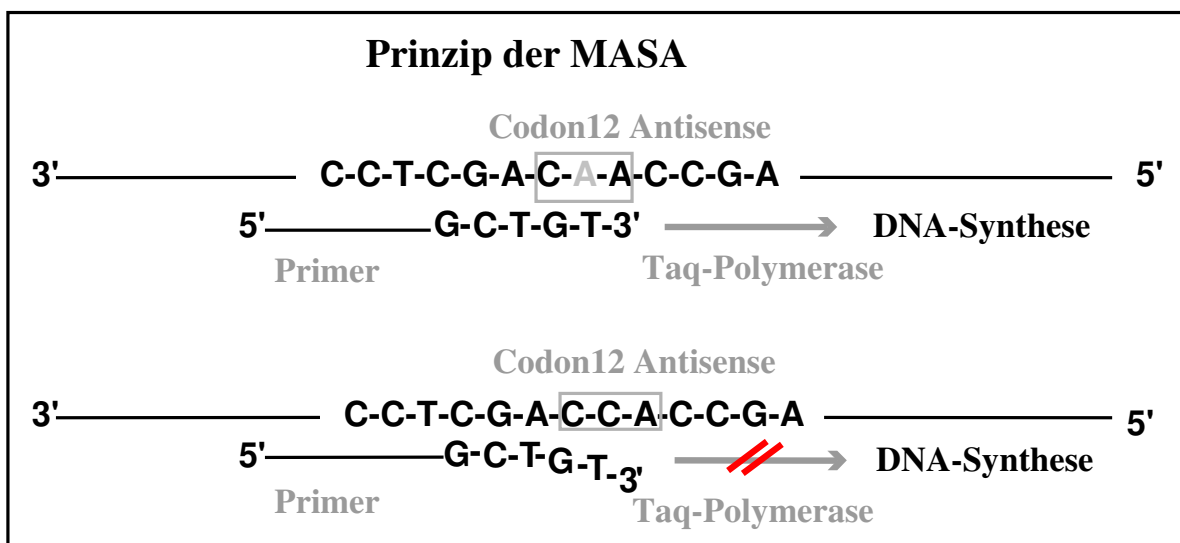 Prinzip der MASA
Codon12 Antisense
3' C-C-T-C-G-A-C-A-A-C-C-G-A 5'
5' G-C-T-G-T-3' DNA-Synthese
Primer Taq-Polymerase
Codon12 Antisense
3' C-C-T-C-G-A-C-C-A-C-C-G-A 5'
5' G-C-T-G-T-3' DNA-Synthese
Primer Taq-Polymerase